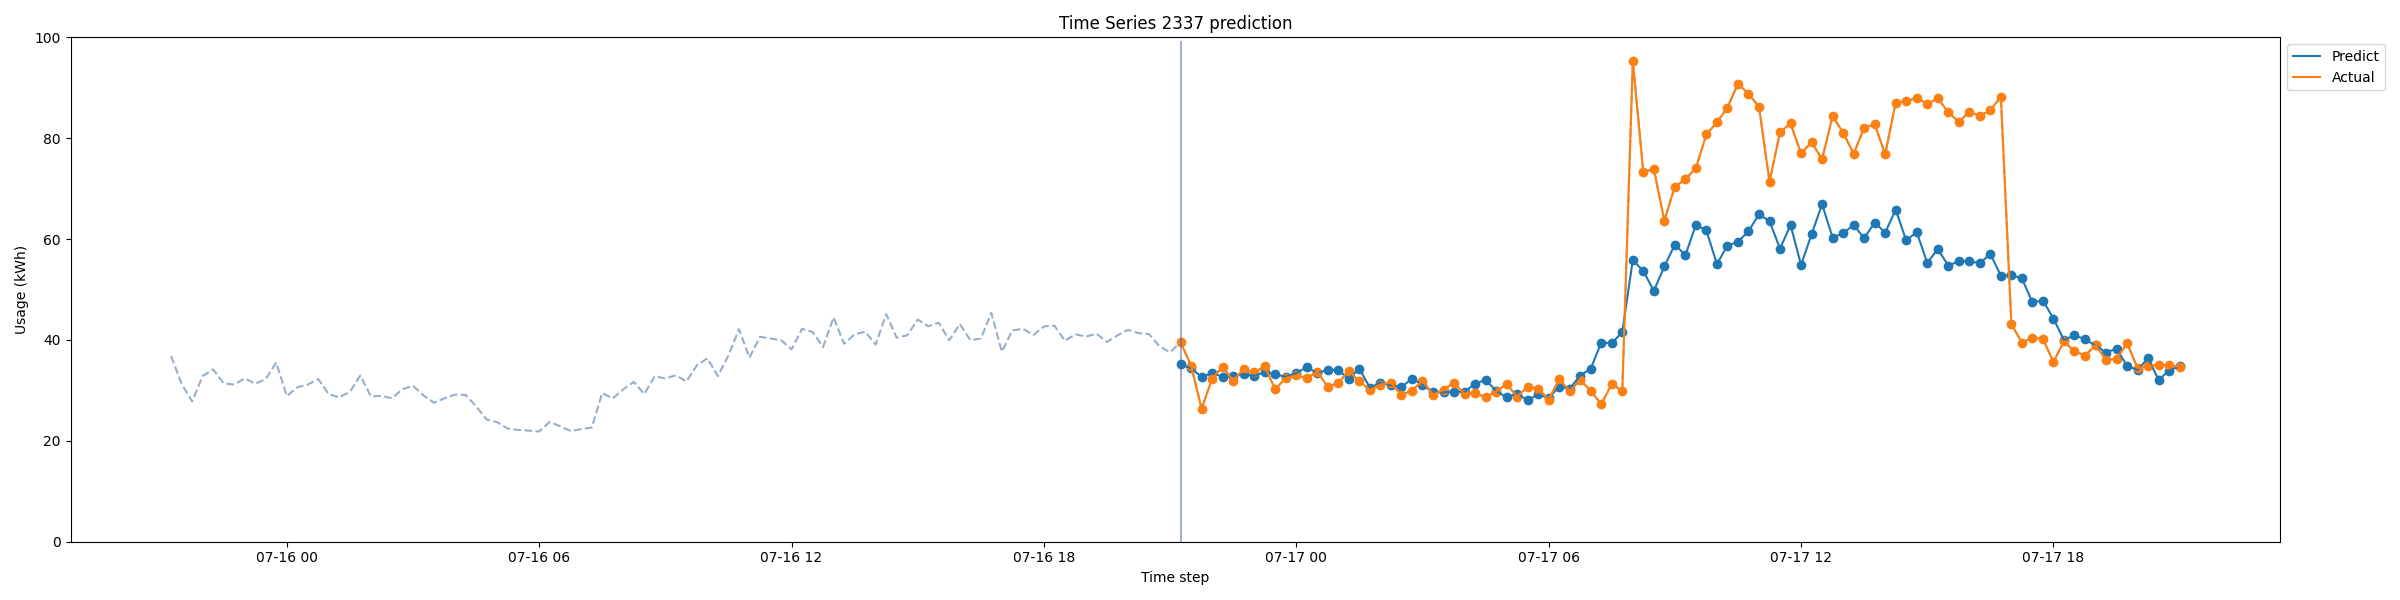 Time Series 2337 prediction
100
80
60
40
20
0
Usage (kWh)
07-16 00
07-16 06
07-16 12
07-16 18
07-17 00
07-17 06
07-17 12
07-17 18
Time step
Predict
Actual